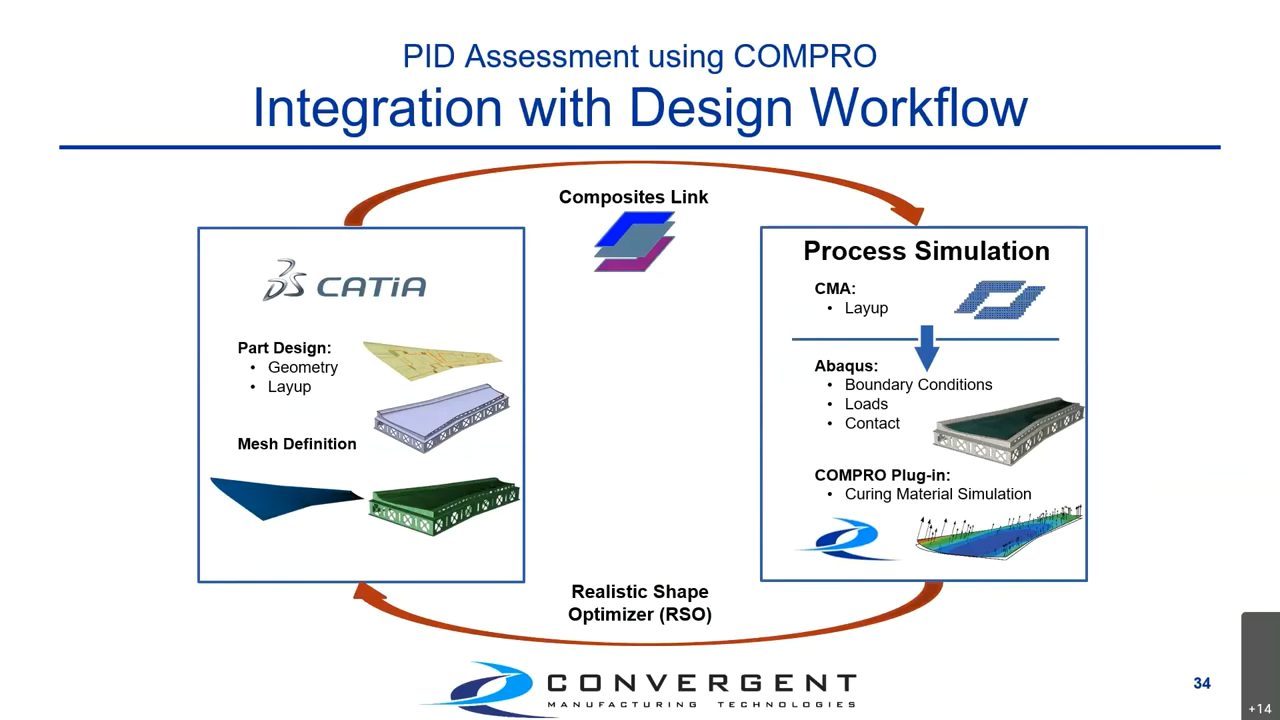 PID Assessment using COMPRO
Integration with Design Workflow
Composites Link
CATIA
Part Design:
• Geometry
• Layup
Mesh Definition
Process Simulation
CMA:
• Layup
Abaqus:
• Boundary Conditions
• Loads
• Contact
COMPRO Plug-in:
• Curing Material Simulation
Realistic Shape
Optimizer (RSO)
CONVERGENT
MANUFACTURING TECHNOLOGIES
34
+14